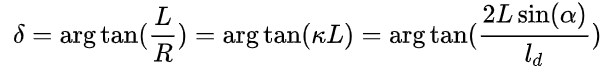 δ = arg tan(L/R) = arg tan(κL) = arg tan(2L sin(α)/l_d)